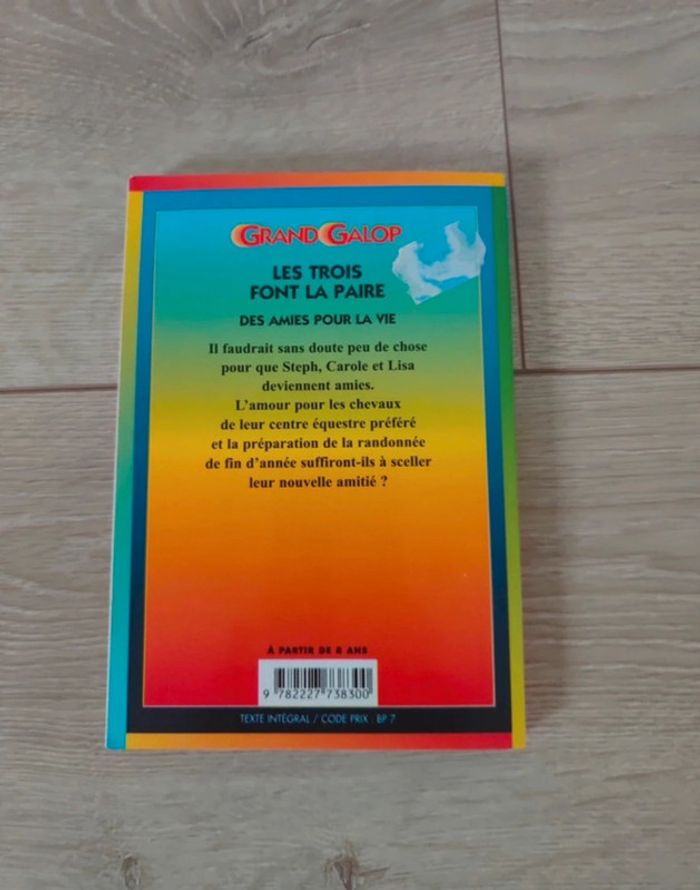 GRAND GALOP
LES TROIS
FONT LA PAIRE
DES AMIES POUR LA VIE
Il faudrait sans doute peu de chose
pour que Steph, Carole et Lisa
deviennent amies.
L'amour pour les chevaux
de leur centre équestre préféré
et la préparation de la randonnée
de fin d'année suffiront-ils à sceller
leur nouvelle amitié ?
À PARTIR DE 8 ANS
9 782227 738300
TEXTE INTÉGRAL / CODE PRIX : BP 7